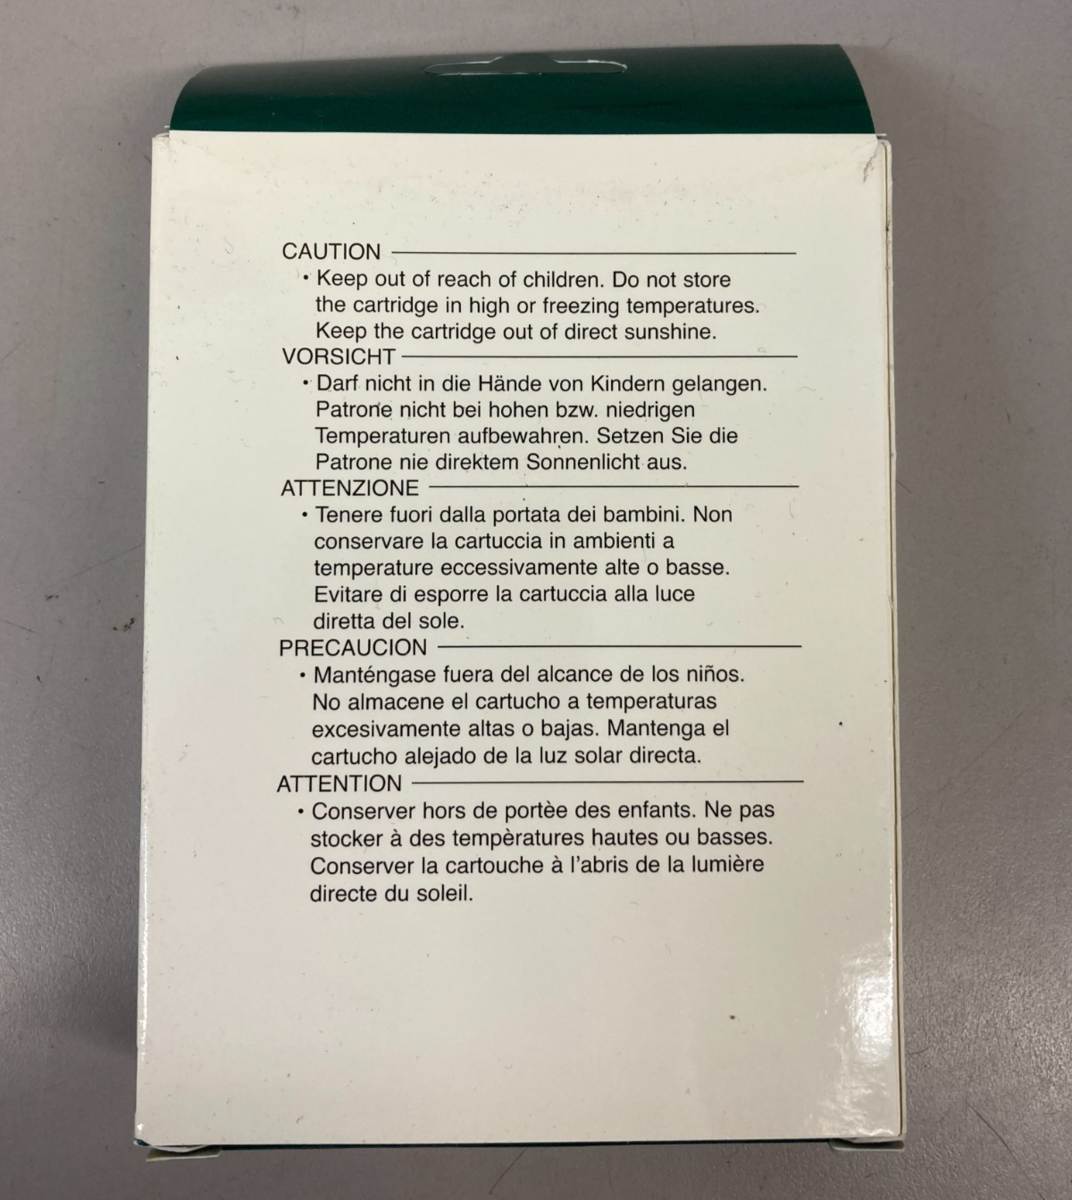 CAUTION
• Keep out of reach of children. Do not store
the cartridge in high or freezing temperatures.
Keep the cartridge out of direct sunshine.
VORSICHT
• Darf nicht in die Hände von Kindern gelangen.
Patrone nicht bei hohen bzw. niedrigen
Temperaturen aufbewahren. Setzen Sie die
Patrone nie direktem Sonnenlicht aus.
ATTENZIONE
• Tenere fuori dalla portata dei bambini. Non
conservare la cartuccia in ambienti a
temperature eccessivamente alte o basse.
Evitare di esporre la cartuccia alla luce
diretta del sole.
PRECAUCION
• Manténgase fuera del alcance de los niños.
No almacene el cartucho a temperaturas
excesivamente altas o bajas. Mantenga el
cartucho alejado de la luz solar directa.
ATTENTION
• Conserver hors de portèe des enfants. Ne pas
stocker à des tempèratures hautes ou basses.
Conserver la cartouche à l'abris de la lumière
directe du soleil.